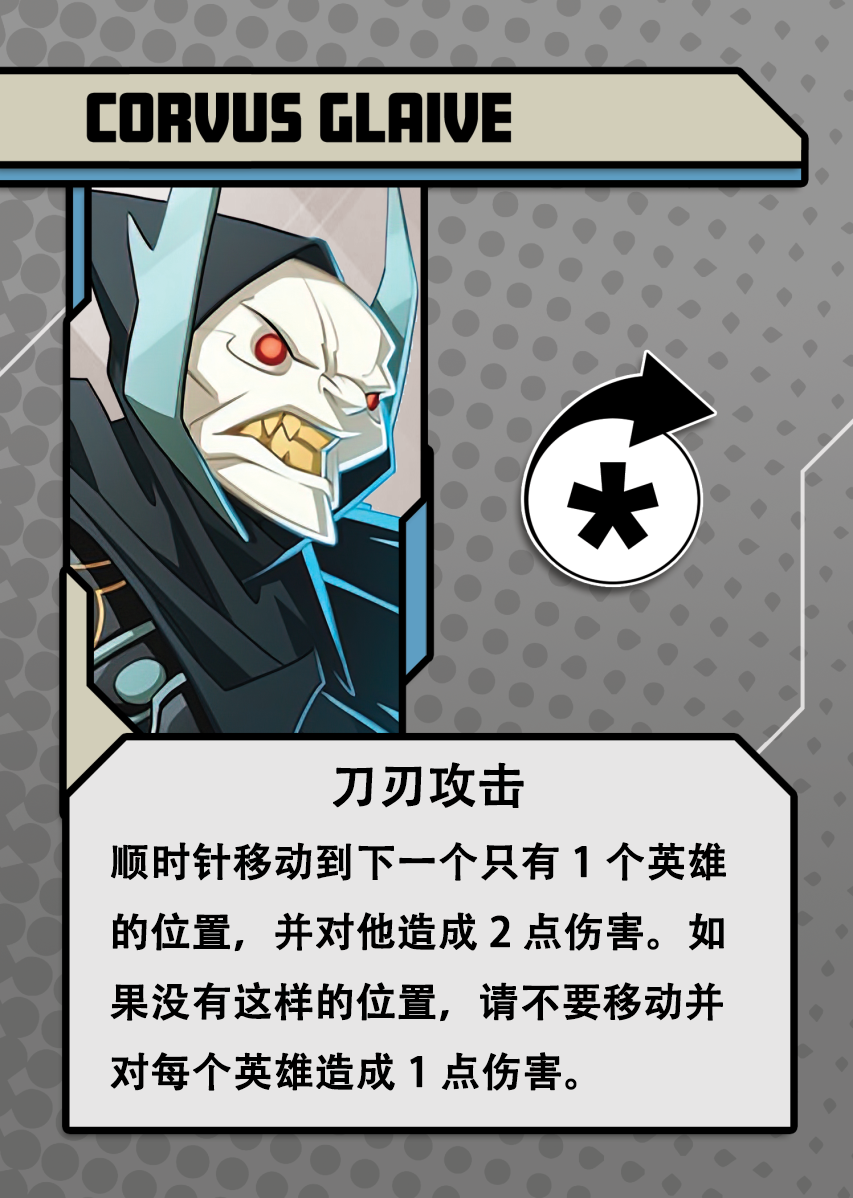 CORVUS GLAIVE
*
刀刃攻击
顺时针移动到下一个只有 1 个英雄
的位置，并对他造成 2 点伤害。如
果没有这样的位置，请不要移动并
对每个英雄造成 1 点伤害。